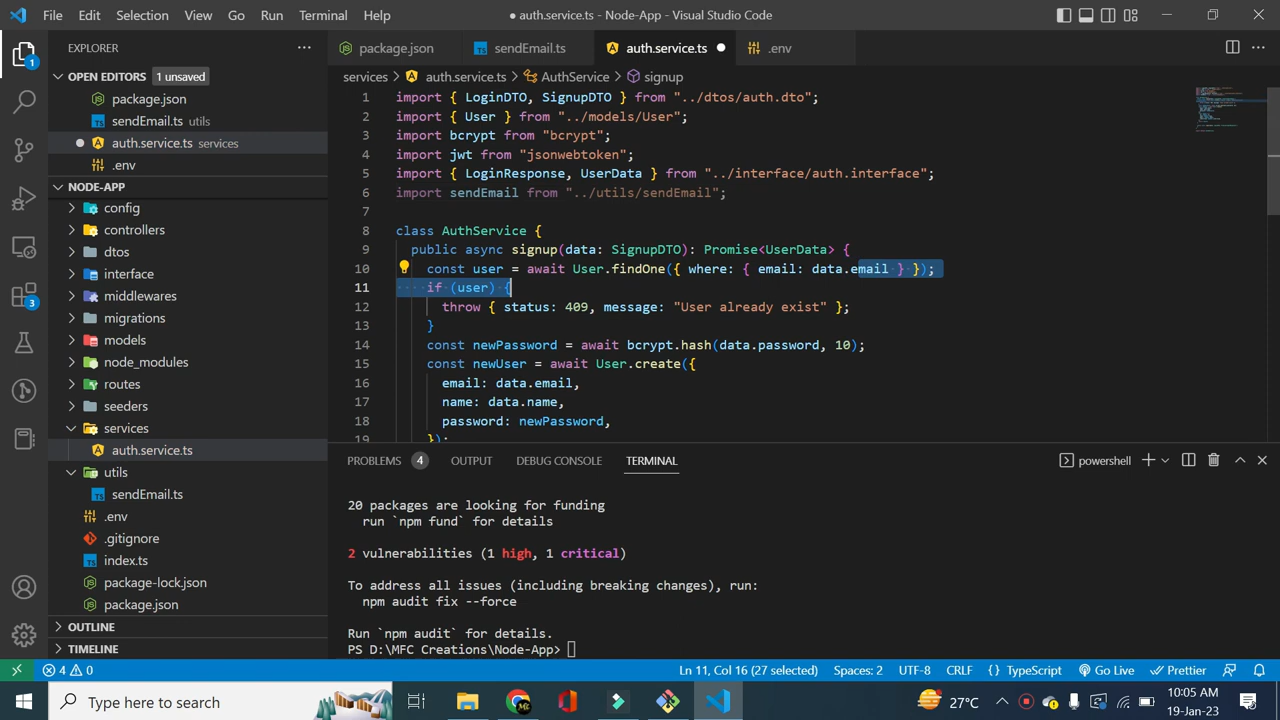 File Edit Selection View Go Run Terminal Help
● auth.service.ts - Node-App - Visual Studio Code
EXPLORER
OPEN EDITORS 1 unsaved
package.json
sendEmail.ts utils
auth.service.ts services
.env
NODE-APP
config
controllers
dtos
interface
middlewares
migrations
models
node_modules
routes
seeders
services
auth.service.ts
utils
sendEmail.ts
.env
.gitignore
index.ts
package-lock.json
package.json
OUTLINE
TIMELINE
1
3
package.json sendEmail.ts auth.service.ts .env
services > auth.service.ts > AuthService > signup
1 import { LoginDTO, SignupDTO } from "../dtos/auth.dto";
2 import { User } from "../models/User";
3 import bcrypt from "bcrypt";
4 import jwt from "jsonwebtoken";
5 import { LoginResponse, UserData } from "../interface/auth.interface";
6 import sendEmail from "../utils/sendEmail";
7
8 class AuthService {
9 public async signup(data: SignupDTO): Promise<UserData> {
10 const user = await User.findOne({ where: { email: data.email } });
11 if (user) {
12 throw { status: 409, message: "User already exist" };
13 }
14 const newPassword = await bcrypt.hash(data.password, 10);
15 const newUser = await User.create({
16 email: data.email,
17 name: data.name,
18 password: newPassword,
19 });
PROBLEMS 4 OUTPUT DEBUG CONSOLE TERMINAL
powershell
20 packages are looking for funding
run `npm fund` for details
2 vulnerabilities (1 high, 1 critical)
To address all issues (including breaking changes), run:
npm audit fix --force
Run `npm audit` for details.
PS D:\MFC Creations\Node-App>
4 0
Ln 11, Col 16 (27 selected) Spaces: 2 UTF-8 CRLF {} TypeScript Go Live Prettier
Type here to search
27°C
10:05 AM
19-Jan-23